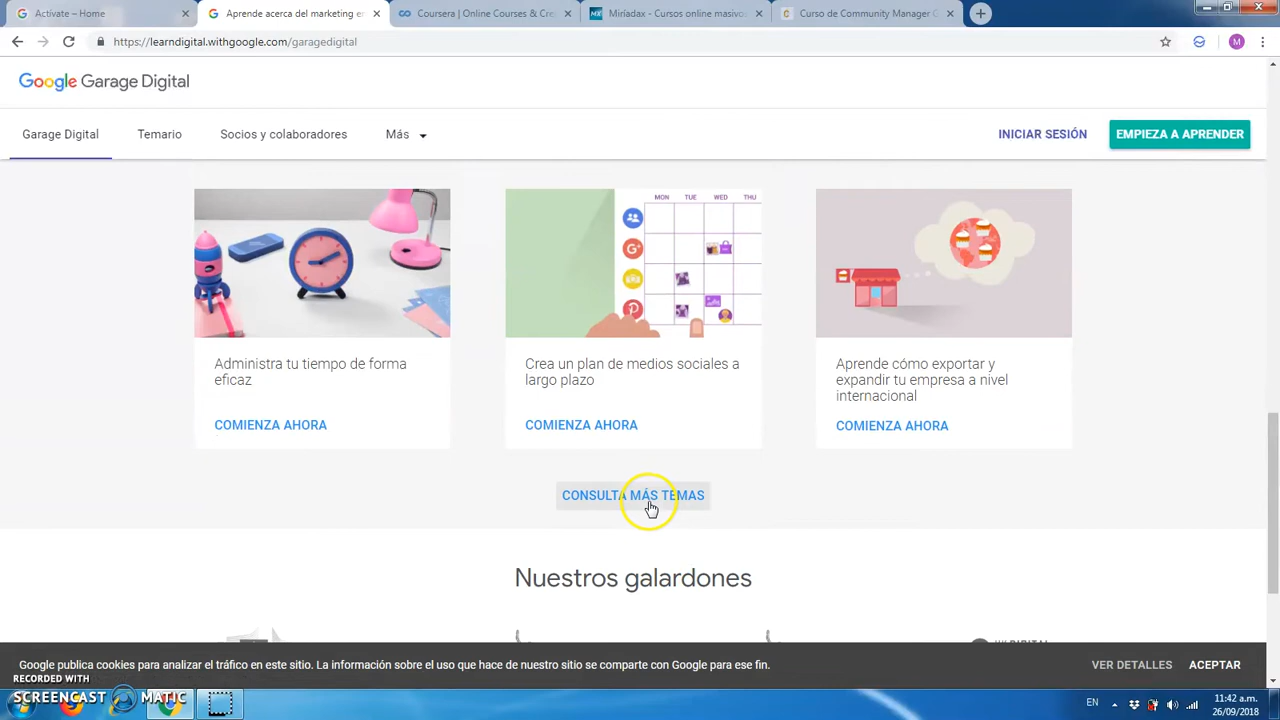 Activate – Home
Aprende acerca del marketing en
Coursera | Online Courses & Cre
Miríadax - Cursos online masivos
Curso de Community Manager G
https://learndigital.withgoogle.com/garagedigital
M
Google Garage Digital
Garage Digital
Temario
Socios y colaboradores
Más
INICIAR SESIÓN
EMPIEZA A APRENDER
MON TUE WED THU
Administra tu tiempo de forma
eficaz
COMIENZA AHORA
Crea un plan de medios sociales a
largo plazo
COMIENZA AHORA
Aprende cómo exportar y
expandir tu empresa a nivel
internacional
COMIENZA AHORA
CONSULTA MÁS TEMAS
Nuestros galardones
Google publica cookies para analizar el tráfico en este sitio. La información sobre el uso que hace de nuestro sitio se comparte con Google para ese fin.
VER DETALLES
ACEPTAR
RECORDED WITH
SCREENCAST MATIC
EN
11:42 a.m.
26/09/2018